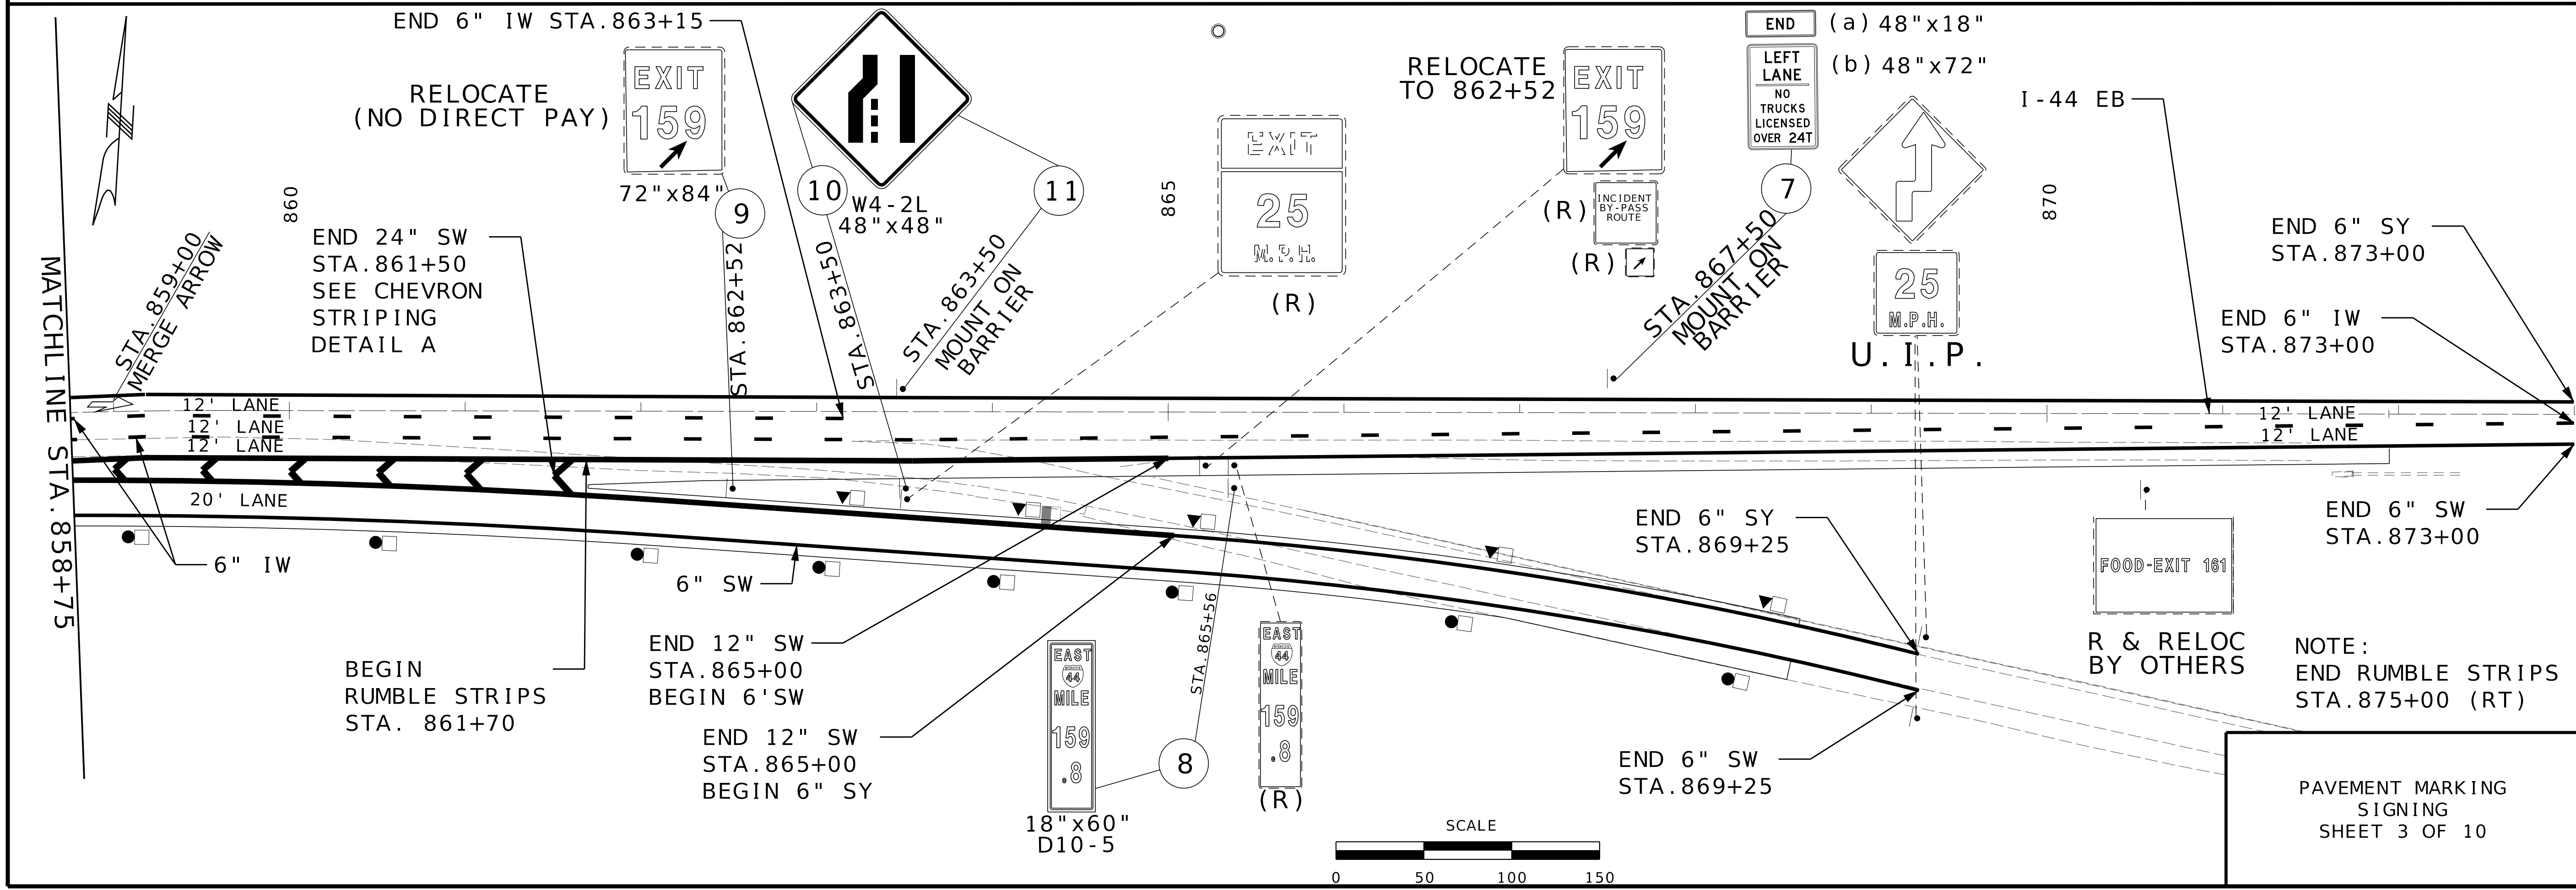 END 6" IW STA.863+15
RELOCATE
(NO DIRECT PAY)
EXIT
159
72"x84"
9
10
W4-2L
48"x48"
11
EXIT
25
M.P.H.
(R)
RELOCATE
TO 862+52
EXIT
159
(R)
INCIDENT
BY-PASS
ROUTE
(R)
END
(a) 48"x18"
LEFT
LANE
NO
TRUCKS
LICENSED
OVER 24T
(b) 48"x72"
7
I-44 EB
25
M.P.H.
U.I.P.
860
865
870
END 6" SY
STA.873+00
END 6" IW
STA.873+00
STA.859+00
MERGE ARROW
END 24" SW
STA.861+50
SEE CHEVRON
STRIPING
DETAIL A
STA.862+52
STA.863+50
STA.863+50
MOUNT ON
BARRIER
STA.867+50
MOUNT ON
BARRIER
MATCHLINE STA.858+75
12' LANE
12' LANE
12' LANE
20' LANE
12' LANE
12' LANE
6" IW
6" SW
BEGIN
RUMBLE STRIPS
STA. 861+70
END 12" SW
STA.865+00
BEGIN 6'SW
END 12" SW
STA.865+00
BEGIN 6" SY
EAST
INTERSTATE
44
MILE
159
.8
18"x60"
D10-5
8
STA.865+56
EAST
INTERSTATE
44
MILE
159
.8
(R)
END 6" SY
STA.869+25
END 6" SW
STA.869+25
END 6" SW
STA.873+00
FOOD-EXIT 161
R & RELOC
BY OTHERS
NOTE:
END RUMBLE STRIPS
STA.875+00 (RT)
SCALE
0 50 100 150
PAVEMENT MARKING
SIGNING
SHEET 3 OF 10